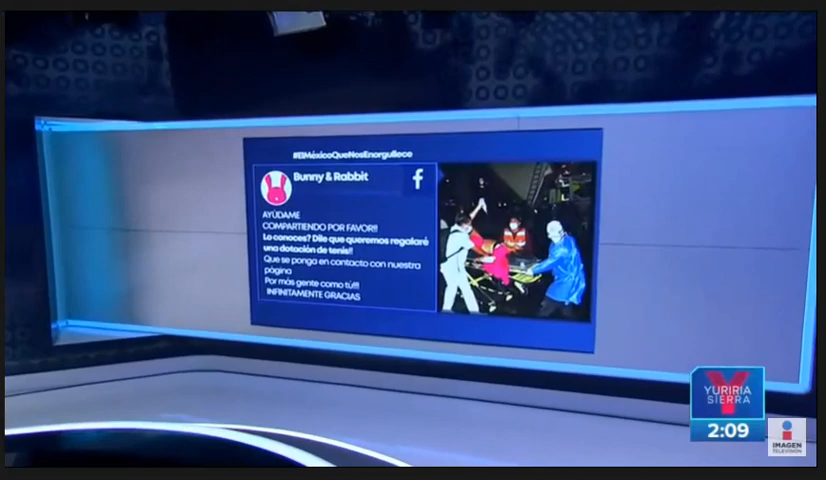 #ElMéxicoQueNosEnorgullece
Bunny & Rabbit
f
AYÚDAME
COMPARTIENDO POR FAVOR!!
Lo conoces? Dile que queremos regalaré
una dotación de tenis!!
Que se ponga en contacto con nuestra
página
Por más gente como tú!!!
INFINITAMENTE GRACIAS
YURIRIA
SIERRA
2:09
IMAGEN
TELEVISIÓN